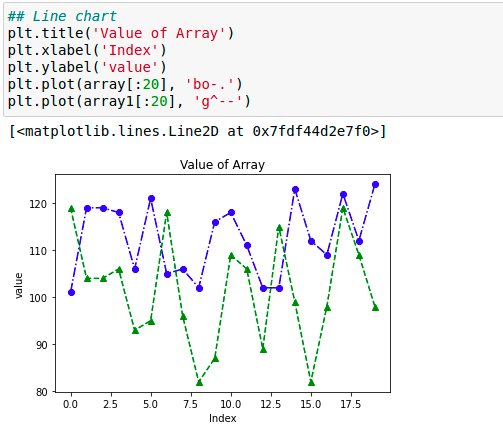 ## Line chart
plt.title('Value of Array')
plt.xlabel('Index')
plt.ylabel('value')
plt.plot(array[:20], 'bo-.')
plt.plot(array1[:20], 'g^--')
[<matplotlib.lines.Line2D at 0x7fdf44d2e7f0>]
Value of Array
120
110
100
90
80
value
0.0 2.5 5.0 7.5 10.0 12.5 15.0 17.5
Index